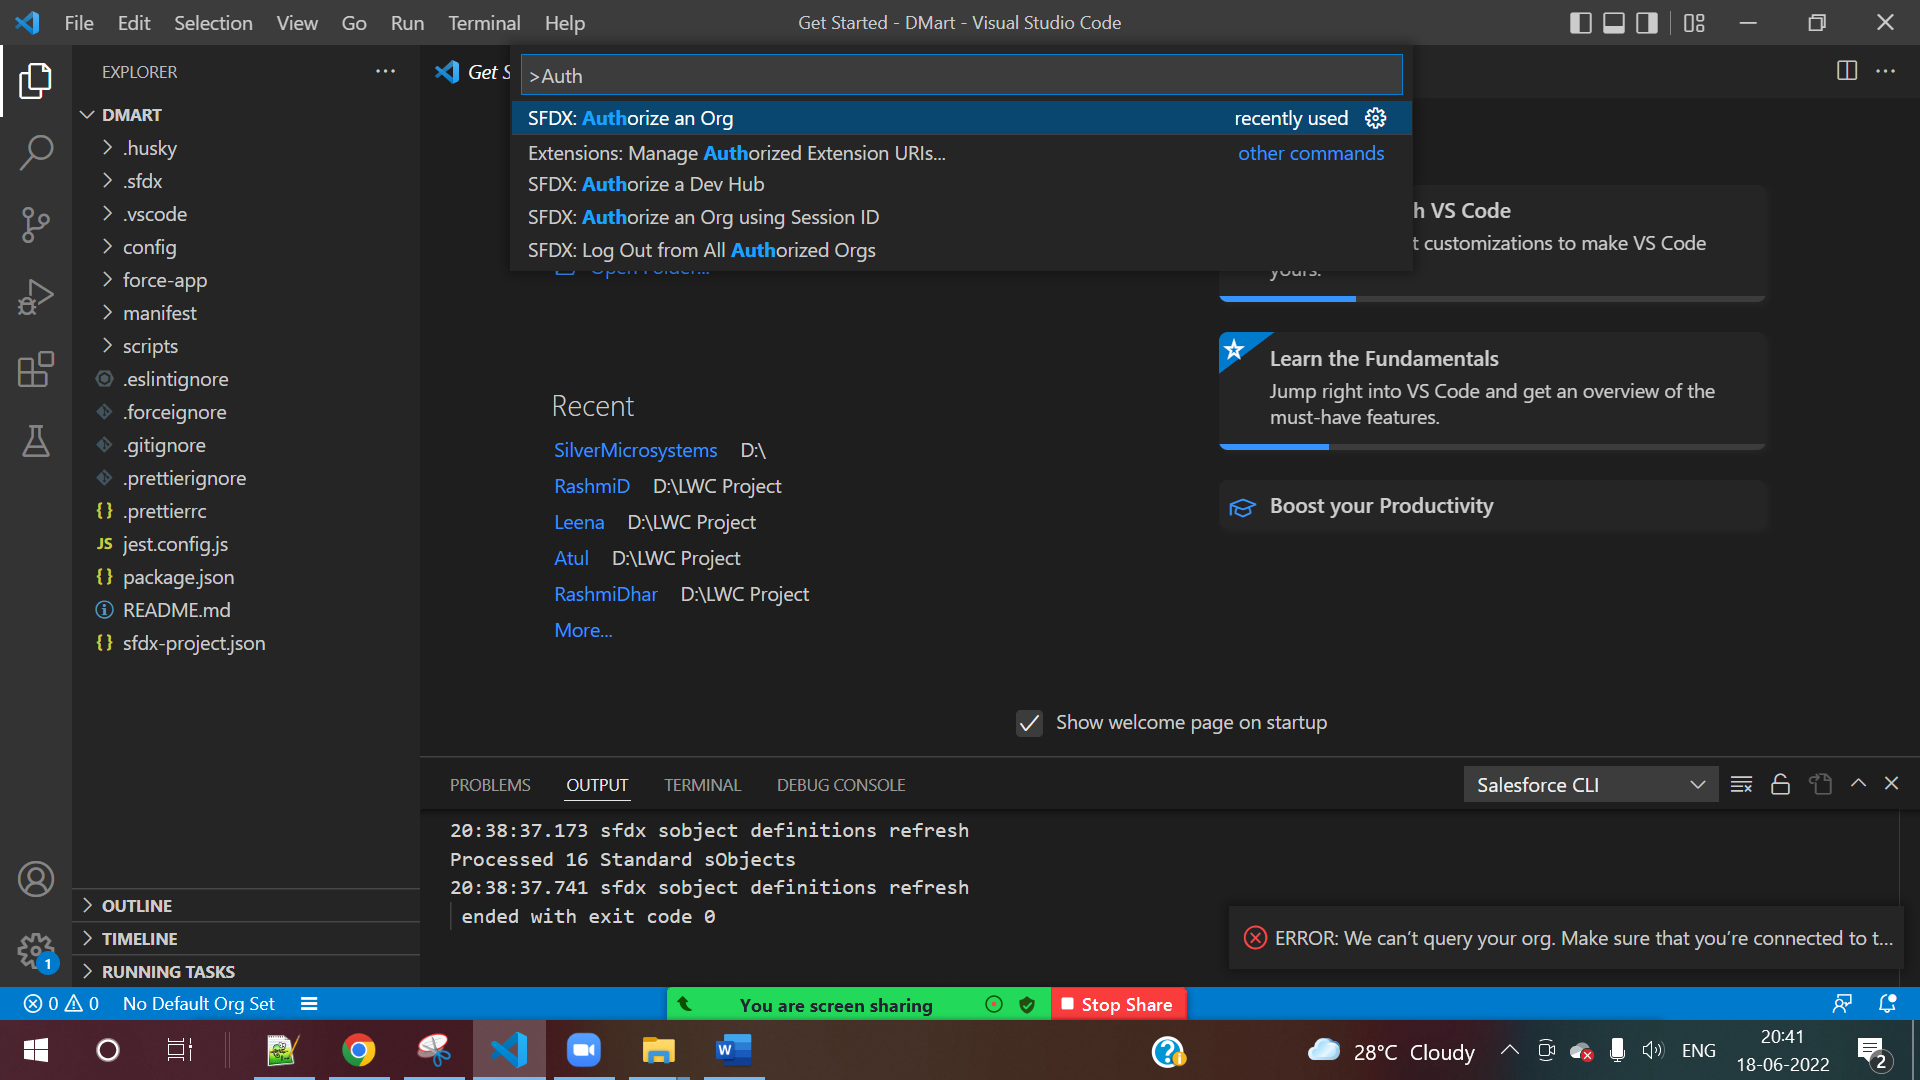 File Edit Selection View Go Run Terminal Help
Get Started - DMart - Visual Studio Code
EXPLORER
Get S
>Auth
SFDX: Authorize an Org recently used
Extensions: Manage Authorized Extension URIs... other commands
SFDX: Authorize a Dev Hub
SFDX: Authorize an Org using Session ID
SFDX: Log Out from All Authorized Orgs
DMART
.husky
.sfdx
.vscode
config
force-app
manifest
scripts
.eslintignore
.forceignore
.gitignore
.prettierignore
{} .prettierrc
JS jest.config.js
{} package.json
README.md
{} sfdx-project.json
OUTLINE
TIMELINE
RUNNING TASKS
Open Folder...
Recent
SilverMicrosystems D:\
RashmiD D:\LWC Project
Leena D:\LWC Project
Atul D:\LWC Project
RashmiDhar D:\LWC Project
More...
h VS Code
t customizations to make VS Code
yours.
Learn the Fundamentals
Jump right into VS Code and get an overview of the
must-have features.
Boost your Productivity
Show welcome page on startup
PROBLEMS OUTPUT TERMINAL DEBUG CONSOLE
Salesforce CLI
20:38:37.173 sfdx sobject definitions refresh
Processed 16 Standard sObjects
20:38:37.741 sfdx sobject definitions refresh
ended with exit code 0
ERROR: We can’t query your org. Make sure that you’re connected to t...
1
0 0 No Default Org Set
You are screen sharing
Stop Share
28°C Cloudy
ENG
20:41
18-06-2022
2